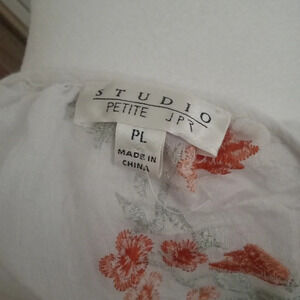 STUDIO
PETITE JPR
PL
MADE IN
CHINA